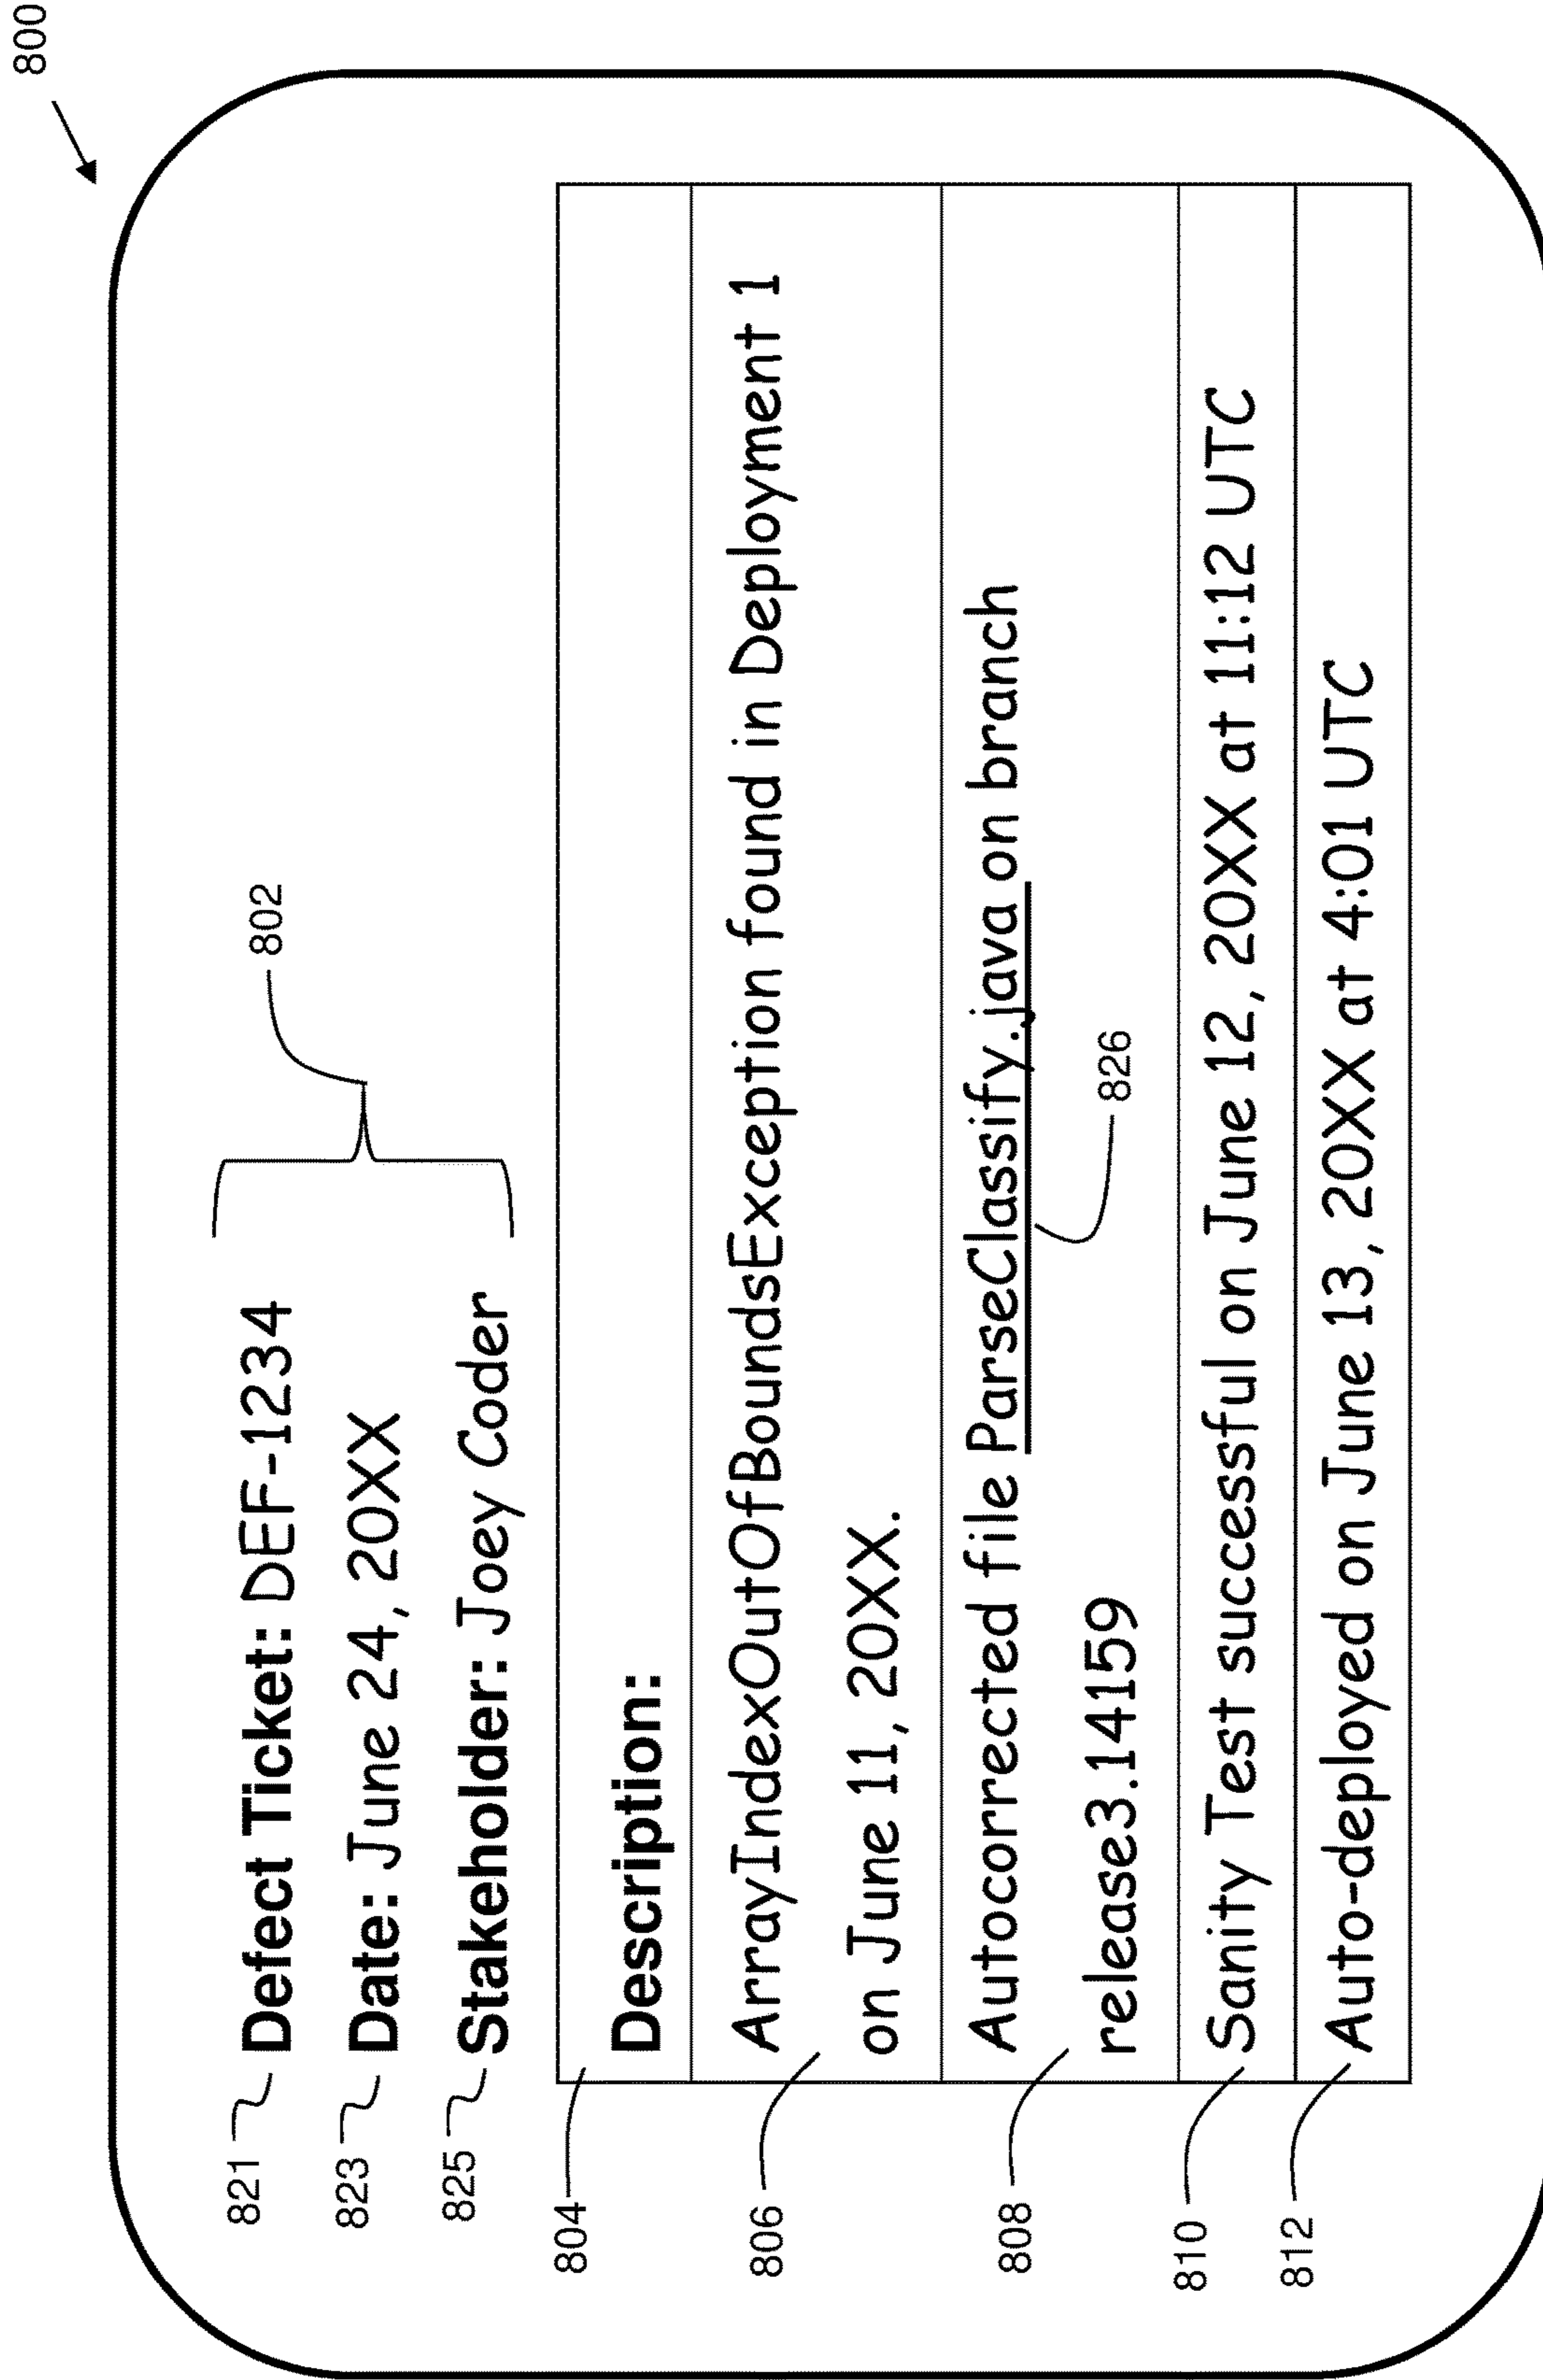 800
802
821 Defect Ticket: DEF-1234
823 Date: June 24, 20XX
825 Stakeholder: Joey Coder
804 Description:
806 ArrayIndexOutOfBoundsException found in Deployment 1
on June 11, 20XX.
808 Autocorrected file ParseClassify.java on branch
826
release3.14159
810 Sanity Test successful on June 12, 20XX at 11:12 UTC
812 Auto-deployed on June 13, 20XX at 4:01 UTC